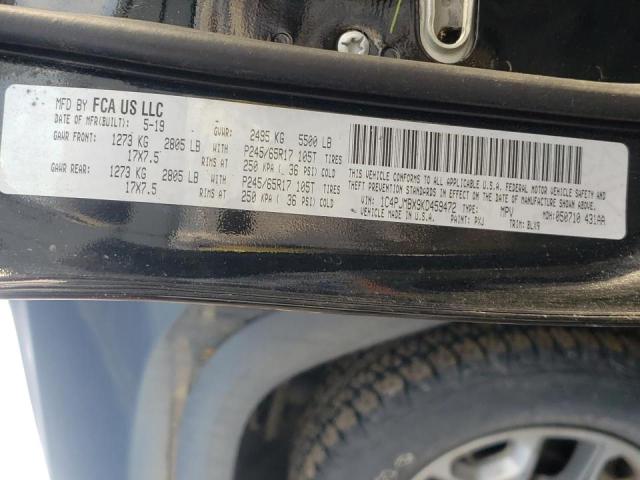 MFD BY FCA US LLC
DATE OF MFR(BUILT): 5-19 GVWR: 2495 KG 5500 LB
GAWR FRONT: 1273 KG 2805 LB WITH P245/65R17 105T TIRES
17X7.5 RIMS AT 250 KPA ( 36 PSI) COLD
GAWR REAR: 1273 KG 2805 LB WITH P245/65R17 105T TIRES
17X7.5 RIMS AT 250 KPA ( 36 PSI) COLD
THIS VEHICLE CONFORMS TO ALL APPLICABLE U.S.A. FEDERAL MOTOR VEHICLE SAFETY, BUMPER AND
THEFT PREVENTION STANDARDS IN EFFECT ON THE DATE OF MANUFACTURE SHOWN ABOVE.
VEHICLE MADE IN U.S.A.
VIN: 1C4PJMBX9KD459472 TYPE: MPV MDH: 050710 431AA
PAINT: PXJ TRIM: BLX9